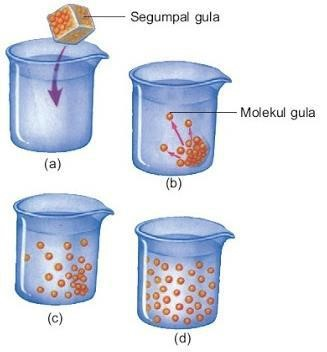 Segumpal gula
(a)
Molekul gula
(b)
(c)
(d)